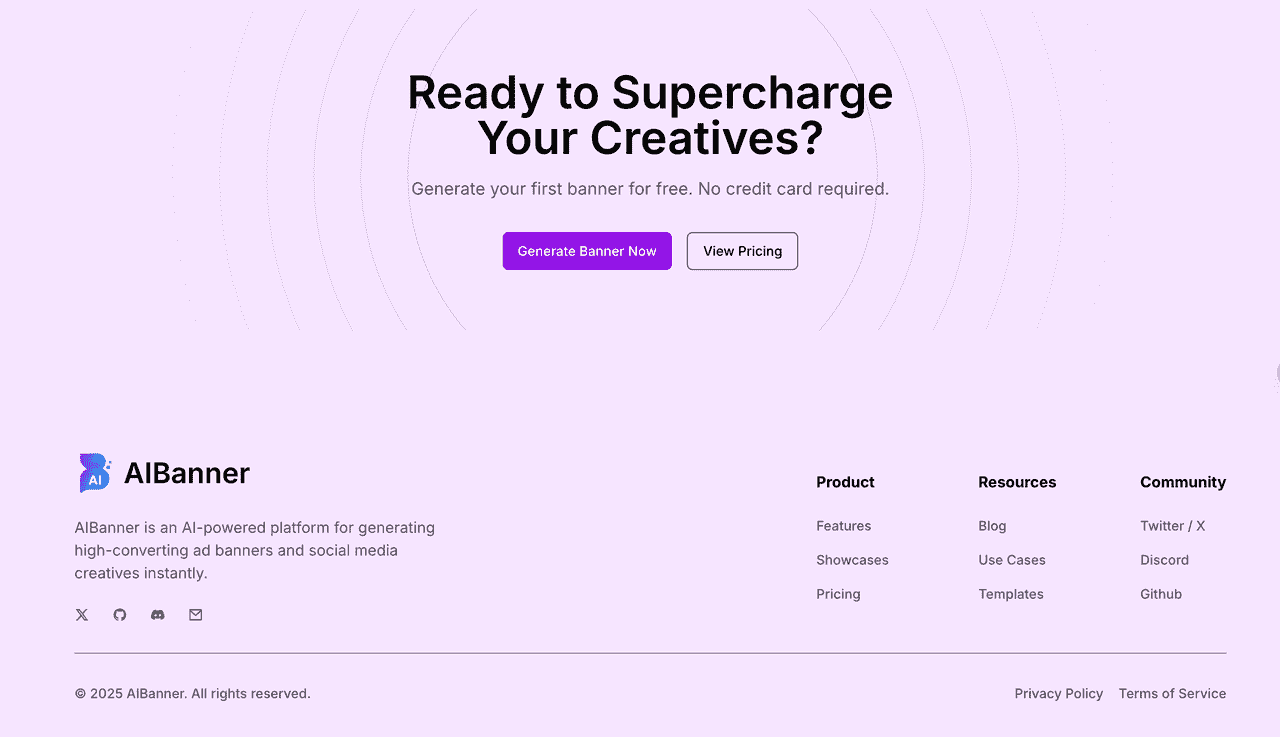 Ready to Supercharge
Your Creatives?
Generate your first banner for free. No credit card required.
Generate Banner Now
View Pricing
AI
AIBanner
AIBanner is an AI-powered platform for generating
high-converting ad banners and social media
creatives instantly.
Product
Features
Showcases
Pricing
Resources
Blog
Use Cases
Templates
Community
Twitter / X
Discord
Github
© 2025 AIBanner. All rights reserved.
Privacy Policy
Terms of Service